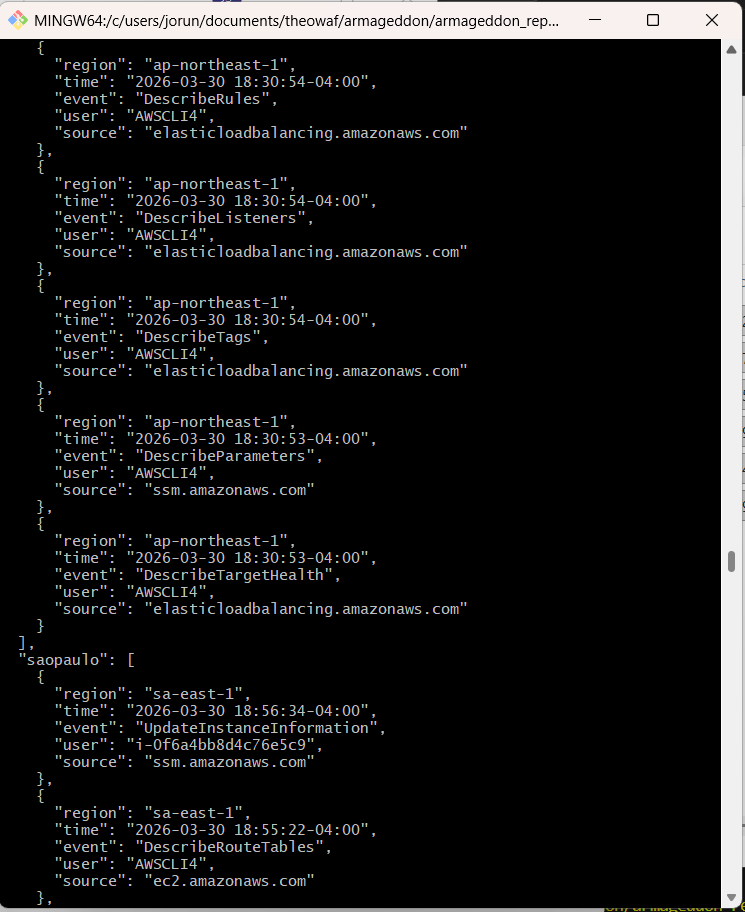 MINGW64:/c/users/jorun/documents/theowaf/armageddon/armageddon_rep...
{
"region": "ap-northeast-1",
"time": "2026-03-30 18:30:54-04:00",
"event": "DescribeRules",
"user": "AWSCLI4",
"source": "elasticloadbalancing.amazonaws.com"
},
{
"region": "ap-northeast-1",
"time": "2026-03-30 18:30:54-04:00",
"event": "DescribeListeners",
"user": "AWSCLI4",
"source": "elasticloadbalancing.amazonaws.com"
},
{
"region": "ap-northeast-1",
"time": "2026-03-30 18:30:54-04:00",
"event": "DescribeTags",
"user": "AWSCLI4",
"source": "elasticloadbalancing.amazonaws.com"
},
{
"region": "ap-northeast-1",
"time": "2026-03-30 18:30:53-04:00",
"event": "DescribeParameters",
"user": "AWSCLI4",
"source": "ssm.amazonaws.com"
},
{
"region": "ap-northeast-1",
"time": "2026-03-30 18:30:53-04:00",
"event": "DescribeTargetHealth",
"user": "AWSCLI4",
"source": "elasticloadbalancing.amazonaws.com"
}
],
"saopaulo": [
{
"region": "sa-east-1",
"time": "2026-03-30 18:56:34-04:00",
"event": "UpdateInstanceInformation",
"user": "i-0f6a4bb8d4c76e5c9",
"source": "ssm.amazonaws.com"
},
{
"region": "sa-east-1",
"time": "2026-03-30 18:55:22-04:00",
"event": "DescribeRouteTables",
"user": "AWSCLI4",
"source": "ec2.amazonaws.com"
},